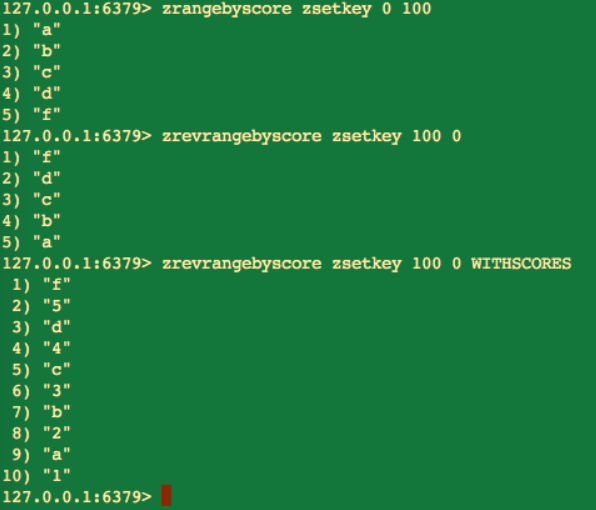 127.0.0.1:6379> zrangebyscore zsetkey 0 100
1) "a"
2) "b"
3) "c"
4) "d"
5) "f"
127.0.0.1:6379> zrevrangebyscore zsetkey 100 0
1) "f"
2) "d"
3) "c"
4) "b"
5) "a"
127.0.0.1:6379> zrevrangebyscore zsetkey 100 0 WITHSCORES
 1) "f"
 2) "5"
 3) "d"
 4) "4"
 5) "c"
 6) "3"
 7) "b"
 8) "2"
 9) "a"
10) "1"
127.0.0.1:6379>